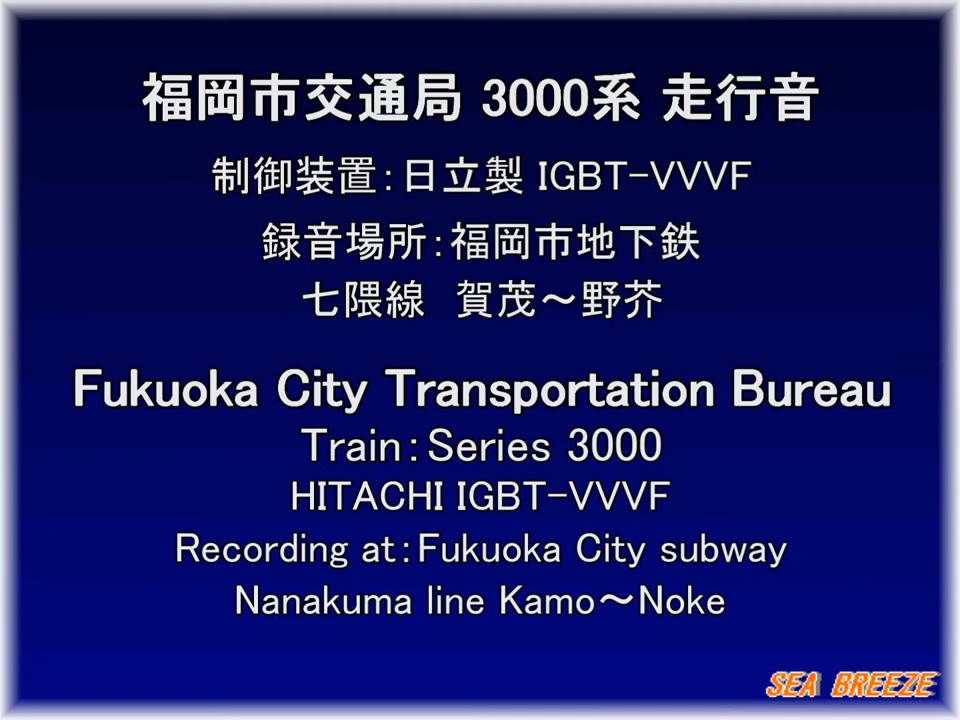 福岡市交通局 3000系 走行音
制御装置：日立製 IGBT-VVVF
録音場所：福岡市地下鉄
七隈線　賀茂～野芥
Fukuoka City Transportation Bureau
Train：Series 3000
HITACHI IGBT-VVVF
Recording at：Fukuoka City subway
Nanakuma line Kamo～Noke
SEA BREEZE